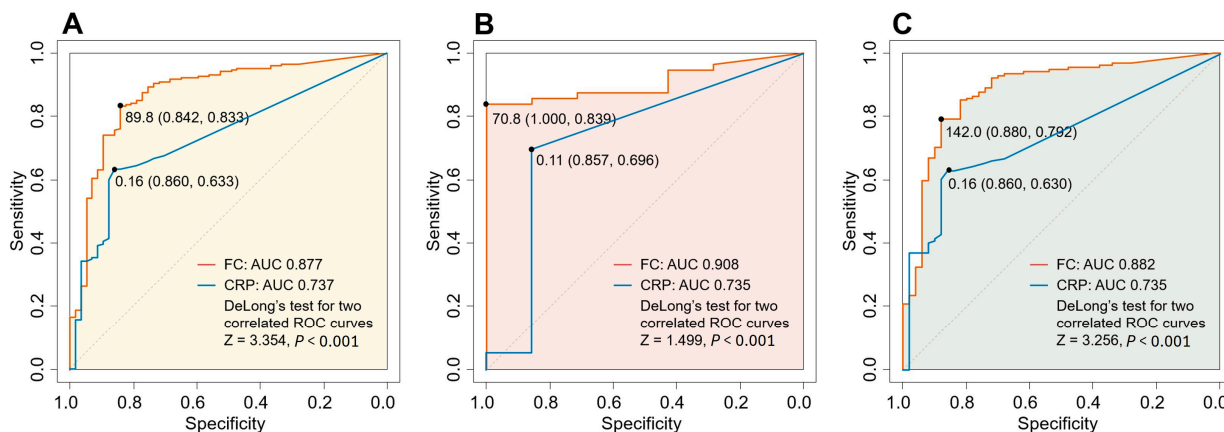 A
1.0
0.8
0.6
0.4
0.2
0.0
Sensitivity
89.8 (0.842, 0.833)
0.16 (0.860, 0.633)
FC: AUC 0.877
CRP: AUC 0.737
DeLong's test for two
correlated ROC curves
Z = 3.354, P < 0.001
1.0 0.8 0.6 0.4 0.2 0.0
Specificity
B
1.0
0.8
0.6
0.4
0.2
0.0
Sensitivity
70.8 (1.000, 0.839)
0.11 (0.857, 0.696)
FC: AUC 0.908
CRP: AUC 0.735
DeLong's test for two
correlated ROC curves
Z = 1.499, P < 0.001
1.0 0.8 0.6 0.4 0.2 0.0
Specificity
C
1.0
0.8
0.6
0.4
0.2
0.0
Sensitivity
142.0 (0.880, 0.792)
0.16 (0.860, 0.630)
FC: AUC 0.882
CRP: AUC 0.735
DeLong's test for two
correlated ROC curves
Z = 3.256, P < 0.001
1.0 0.8 0.6 0.4 0.2 0.0
Specificity